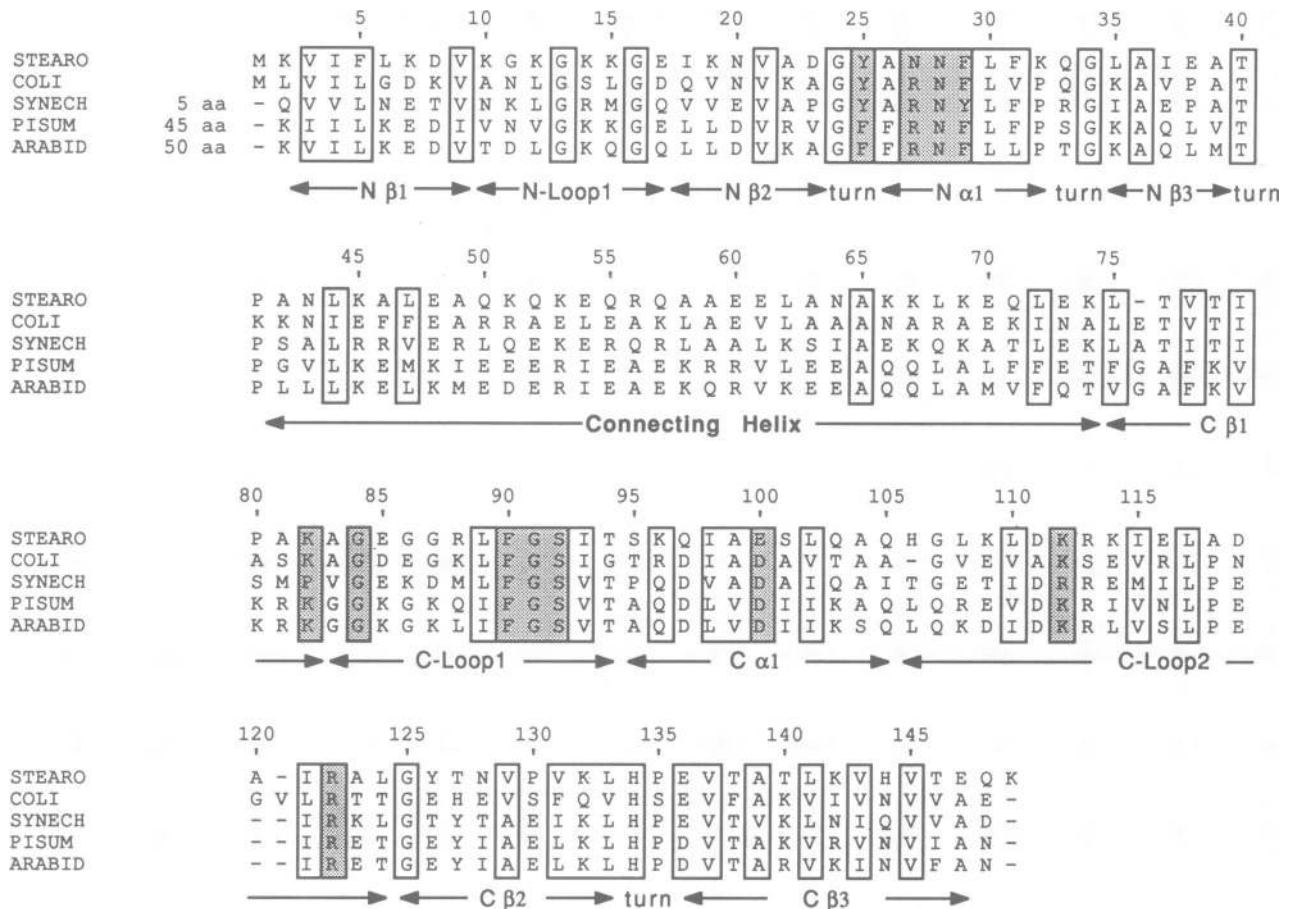 5 10 15 20 25 30 35 40
STEARO M K V I F L K D V K G K G K K G E I K N V A D G Y A N N F L F K Q G L A I E A T
COLI M L V I L G D K V A N L G S L G D Q V N V K A G Y A R N F L V P Q G K A V P A T
SYNECH 5 aa - Q V V L N E T V N K L G R M G Q V V E V A P G Y A R N Y L F P R G I A E P A T
PISUM 45 aa - K I I L K E D I V N V G K K G E L L D V R V G F F R N F L F P S G K A Q L V T
ARABID 50 aa - K V I L K E D V T D L G K Q G Q L L D V K A G F F R N F L L P T G K A Q L M T
N β1 N-Loop1 N β2 turn N α1 turn N β3 turn
45 50 55 60 65 70 75
STEARO P A N L K A L E A Q K Q K E Q R Q A A E E L A N A K K L K E Q L E K L - T V T I
COLI K K N I E F F E A R R A E L E A K L A E V L A A A N A R A E K I N A L E T V T I
SYNECH P S A L R R V E R L Q E K E R Q R L A A L K S I A E K Q K A T L E K L A T I T I
PISUM P G V L K E M K I E E E R I E A E K R R V L E E A Q Q L A L F F E T F G A F K V
ARABID P L L L K E L K M E D E R I E A E K Q R V K E E A Q Q L A M V F Q T V G A F K V
Connecting Helix C β1
80 85 90 95 100 105 110 115
STEARO P A K A G E G G R L F G S I T S K Q I A E S L Q A Q H G L K L D K R K I E L A D
COLI A S K A G D E G K L F G S I G T R D I A D A V T A A - G V E V A K S E V R L P N
SYNECH S M P V G E K D M L F G S V T P Q D V A D A I Q A I T G E T I D R R E M I L P E
PISUM K R K G G K G K Q I F G S V T A Q D L V D I I K A Q L Q R E V D K R I V N L P E
ARABID K R K G G K G K L I F G S V T A Q D L V D I I K S Q L Q K D I D K R L V S L P E
C-Loop1 C α1 C-Loop2
120 125 130 135 140 145
STEARO A - I R A L G Y T N V P V K L H P E V T A T L K V H V T E Q K
COLI G V L R T T G E H E V S F Q V H S E V F A K V I V N V V A E -
SYNECH - - I R K L G T Y T A E I K L H P E V T V K L N I Q V V A D -
PISUM - - I R E T G E Y I A E L K L H P E V T A K V R V N V I A N -
ARABID - - I R E T G E Y I A E L K L H P D V T A R V K I N V F A N -
C β2 turn C β3